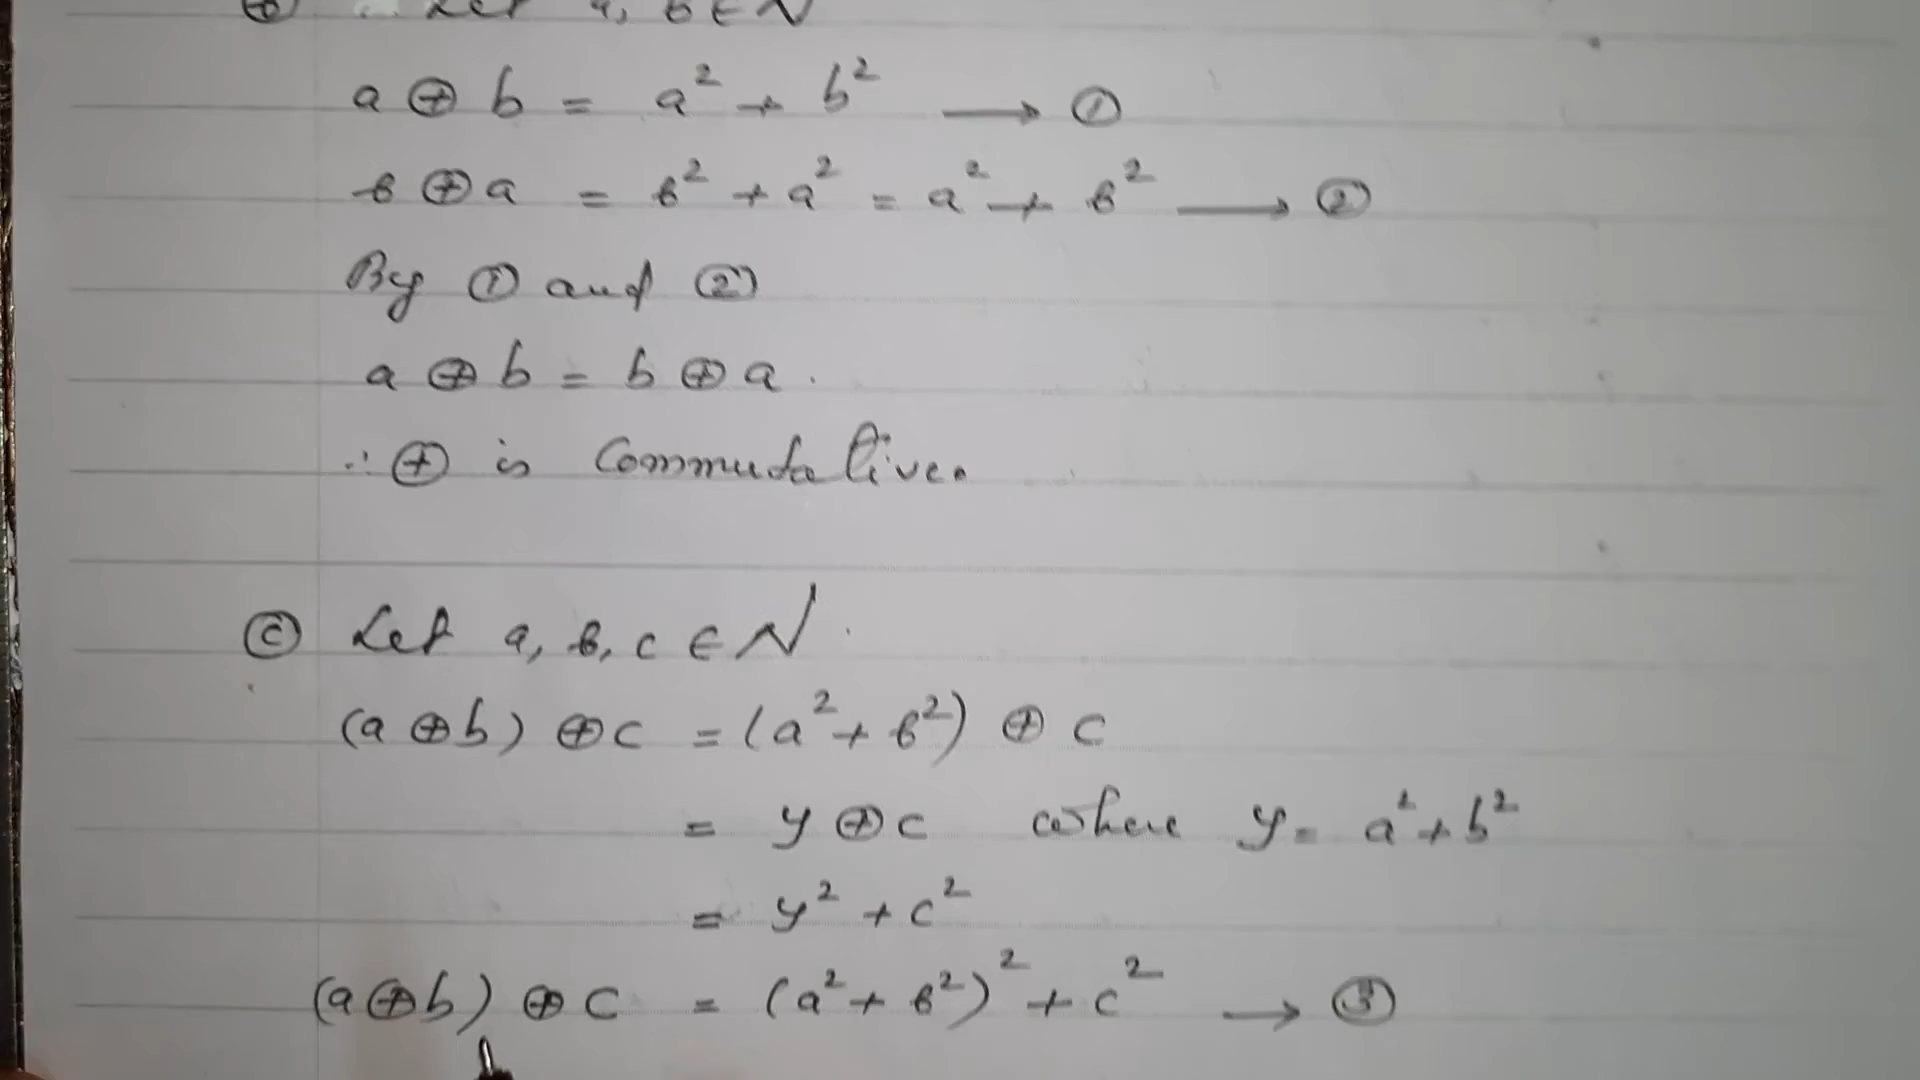 ⓑ Let a, b ∈ N
a ⊕ b = a² + b² → ①
b ⊕ a = b² + a² = a² + b² → ②
By ① and ②
a ⊕ b = b ⊕ a.
∴ ⊕ is Commutative.
ⓒ Let a, b, c ∈ N.
(a ⊕ b) ⊕ c = (a² + b²) ⊕ c
= y ⊕ c where y = a² + b²
= y² + c²
(a ⊕ b) ⊕ c = (a² + b²)² + c² → ③